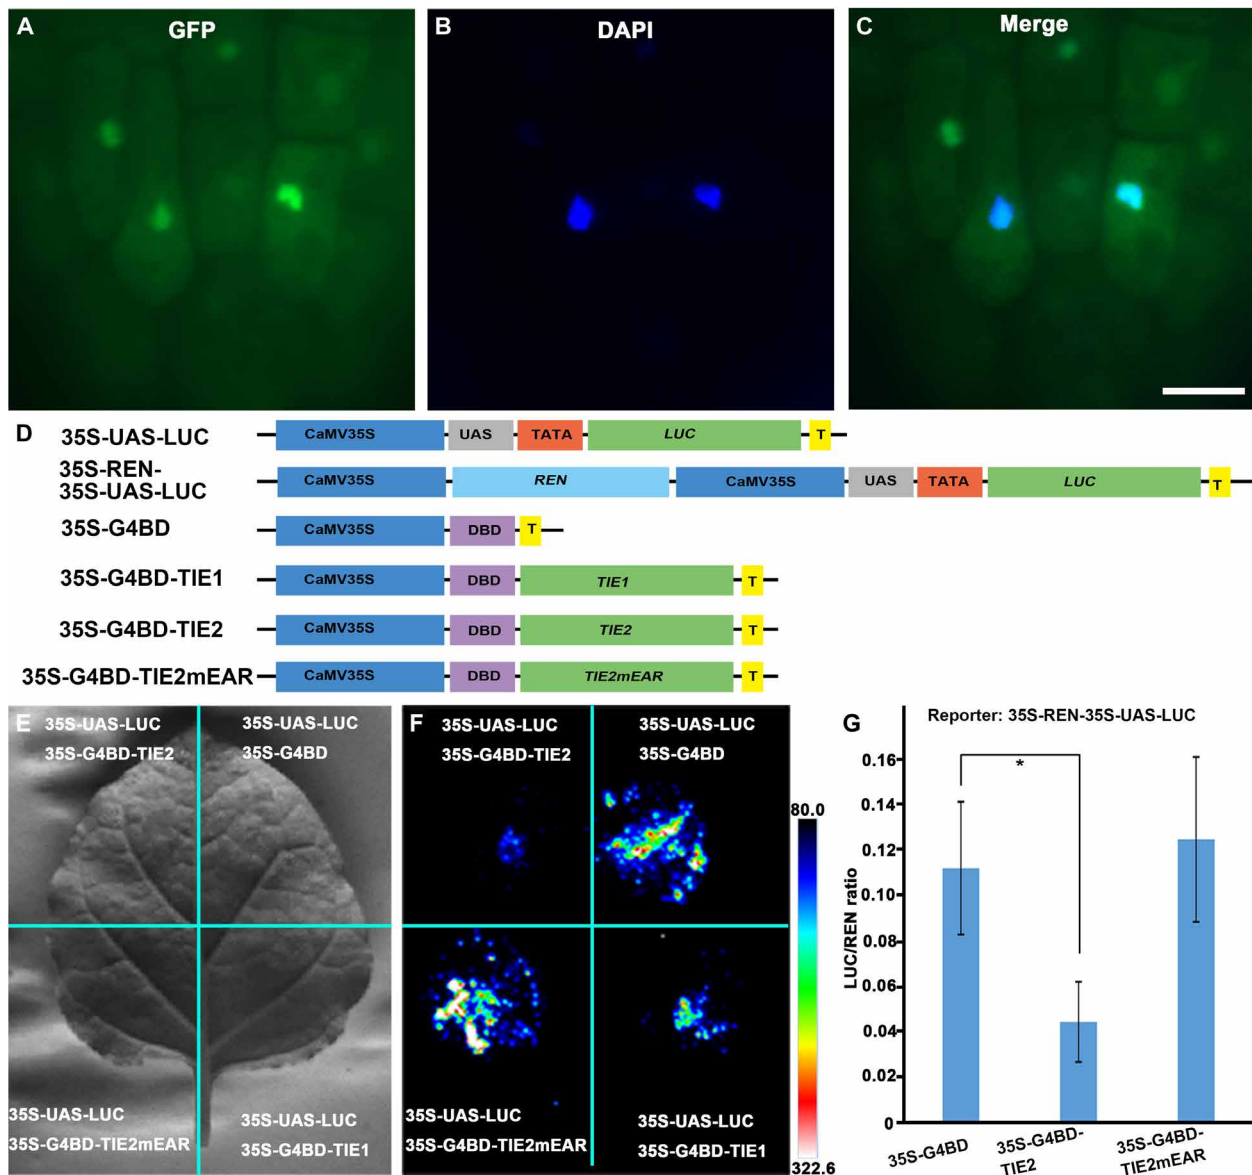 A GFP
B DAPI
C Merge
D
35S-UAS-LUC
CaMV35S UAS TATA LUC T
35S-REN-
35S-UAS-LUC
CaMV35S REN CaMV35S UAS TATA LUC T
35S-G4BD
CaMV35S DBD T
35S-G4BD-TIE1
CaMV35S DBD TIE1 T
35S-G4BD-TIE2
CaMV35S DBD TIE2 T
35S-G4BD-TIE2mEAR
CaMV35S DBD TIE2mEAR T
E
35S-UAS-LUC
35S-G4BD-TIE2
35S-UAS-LUC
35S-G4BD
35S-UAS-LUC
35S-G4BD-TIE2mEAR
35S-UAS-LUC
35S-G4BD-TIE1
F
35S-UAS-LUC
35S-G4BD-TIE2
35S-UAS-LUC
35S-G4BD
35S-UAS-LUC
35S-G4BD-TIE2mEAR
35S-UAS-LUC
35S-G4BD-TIE1
80.0
322.6
G
Reporter: 35S-REN-35S-UAS-LUC
*
LUC/REN ratio
0.16
0.14
0.12
0.10
0.08
0.06
0.04
0.02
0
35S-G4BD
35S-G4BD-
TIE2
35S-G4BD-
TIE2mEAR